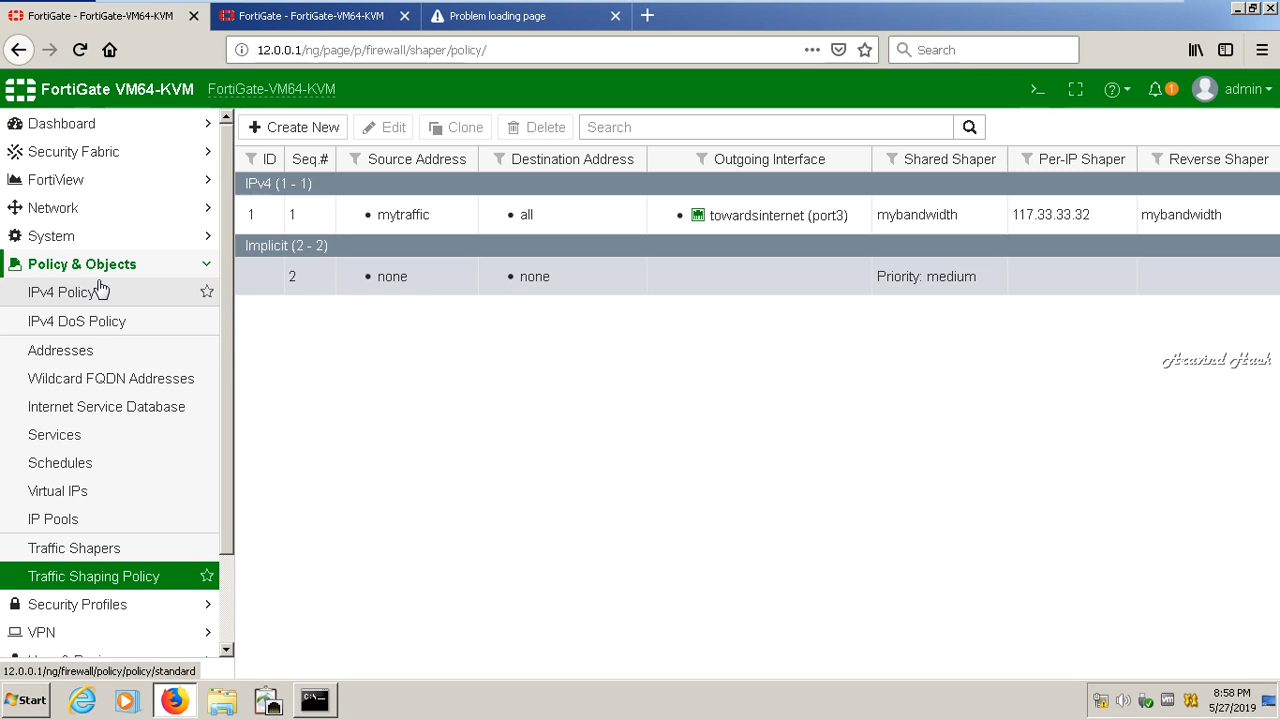 FortiGate - FortiGate-VM64-KVM
FortiGate - FortiGate-VM64-KVM
Problem loading page
12.0.0.1/ng/page/p/firewall/shaper/policy/
Search
FortiGate VM64-KVM
FortiGate-VM64-KVM
1
admin
Dashboard
Security Fabric
FortiView
Network
System
Policy & Objects
IPv4 Policy
IPv4 DoS Policy
Addresses
Wildcard FQDN Addresses
Internet Service Database
Services
Schedules
Virtual IPs
IP Pools
Traffic Shapers
Traffic Shaping Policy
Security Profiles
VPN
Create New
Edit
Clone
Delete
Search
ID Seq.# Source Address Destination Address Outgoing Interface Shared Shaper Per-IP Shaper Reverse Shaper
IPv4 (1 - 1)
1 1 mytraffic all towardsinternet (port3) mybandwidth 117.33.33.32 mybandwidth
Implicit (2 - 2)
2 none none Priority: medium
Aravind Hask
12.0.0.1/ng/firewall/policy/policy/standard
Start
8:58 PM
5/27/2019